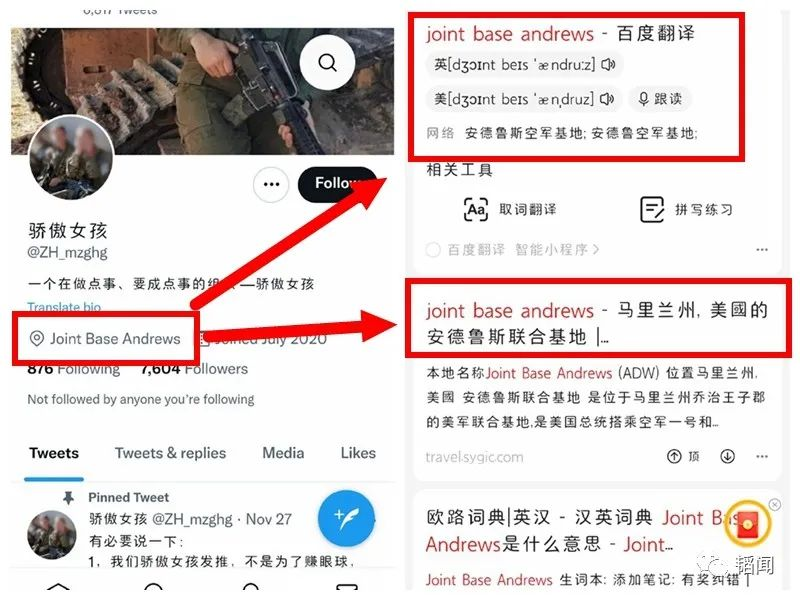 Tweets
Follow
骄傲女孩
@ZH_mzghg
一个在做点事、要成点事的组 —骄傲女孩
Translate bio
Joint Base Andrews Joined July 2020
876 Following 7,604 Followers
Not followed by anyone you're following
Tweets Tweets & replies Media Likes
Pinned Tweet
骄傲女孩 @ZH_mzghg · Nov 27
有必要说一下:
1，我们骄傲女孩发推，不是为了赚眼球，
joint base andrews - 百度翻译
英[dʒɔɪnt beɪs ˈændruːz]
美[dʒɔɪnt beɪs ˈænˌdruz] 跟读
网络 安德鲁斯空军基地; 安德鲁空军基地;
相关工具
Aa 取词翻译 拼写练习
百度翻译 智能小程序 >
joint base andrews - 马里兰州, 美國的
安德鲁斯联合基地 |...
本地名称Joint Base Andrews (ADW) 位置马里兰州,
美國 安德鲁斯联合基地 是位于马里兰州乔治王子郡
的美军联合基地,是美国总统搭乘空军一号和...
travel.sygic.com 顶
欧路词典|英汉 - 汉英词典 Joint Bas
Andrews是什么意思 - Joint...
Joint Base Andrews 生词本: 添加笔记: 有奖纠错 |
韬闻